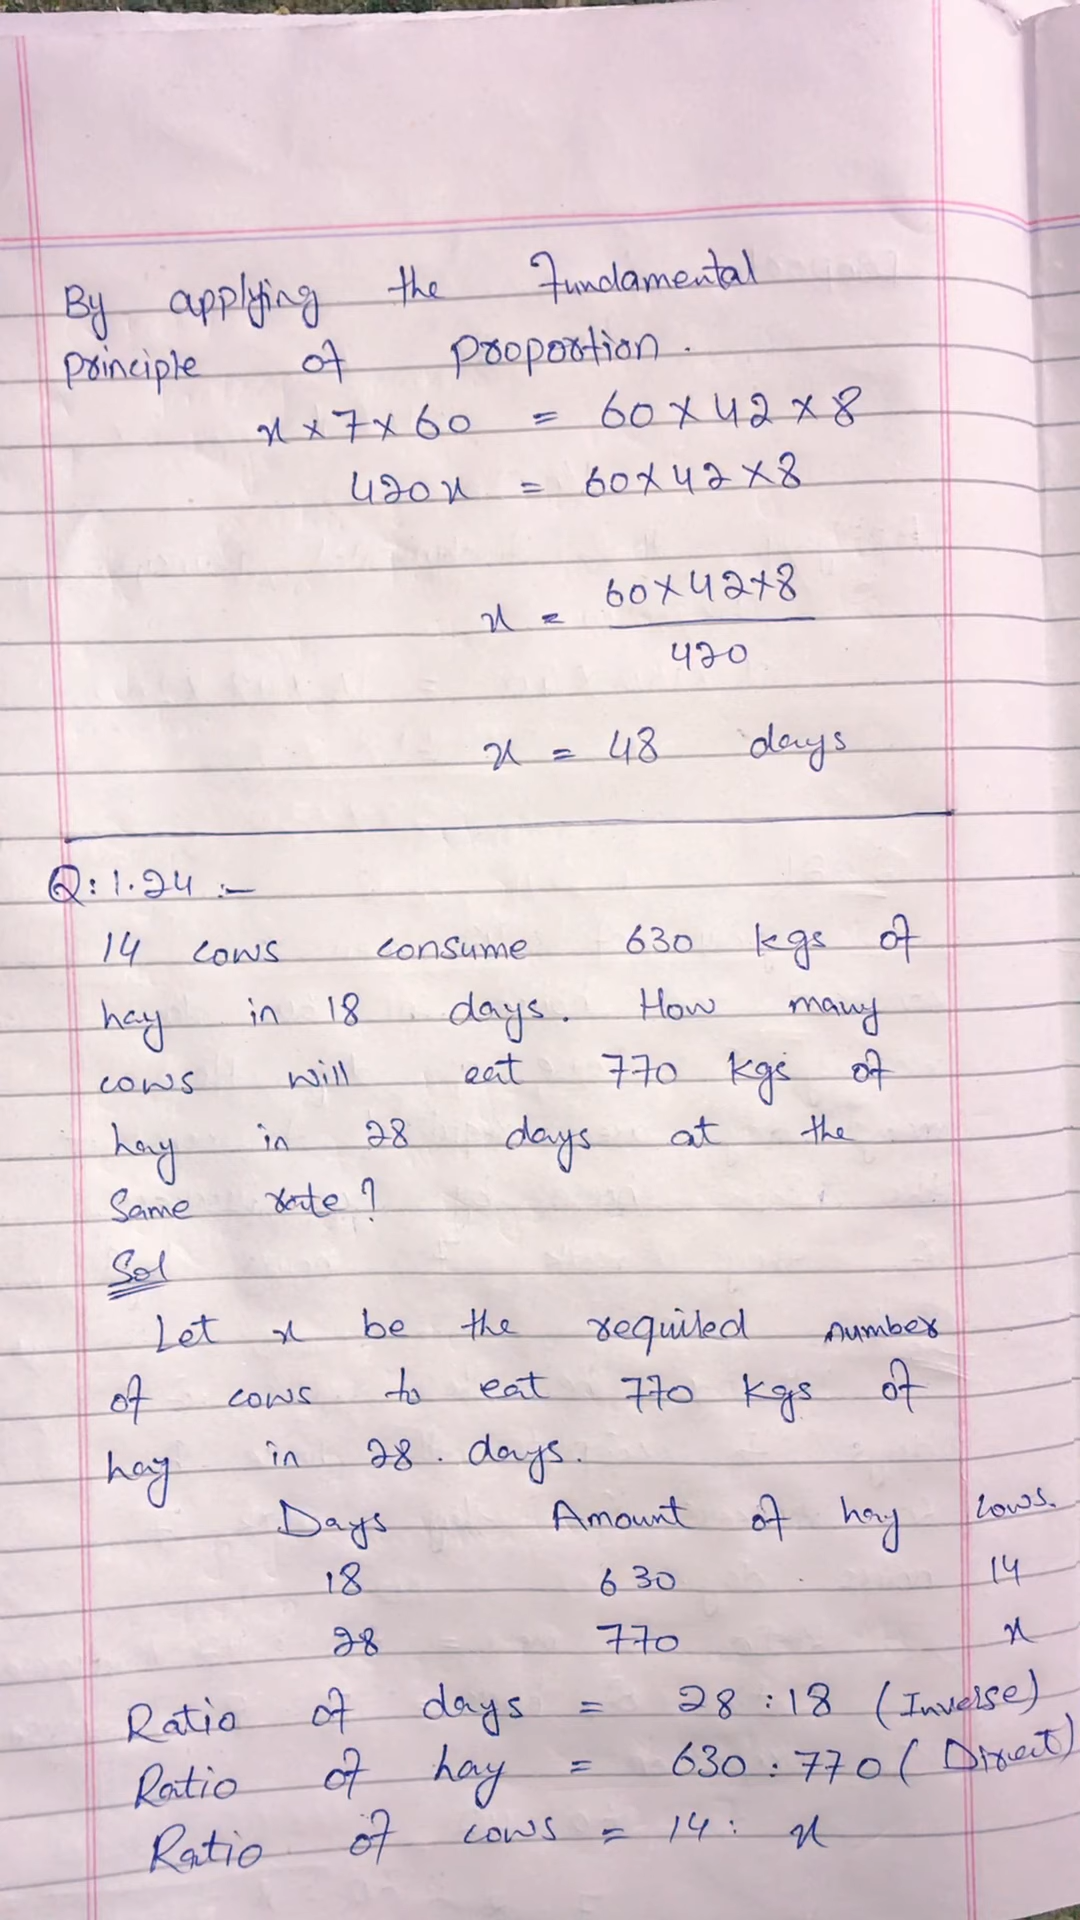 By applying the Fundamental
principle of proportion.
x × 7 × 60 = 60 × 42 × 8
420x = 60 × 42 × 8
x = 60 × 42 × 8
420
x = 48 days
Q: 1.24 :-
14 cows consume 630 kgs of
hay in 18 days. How many
cows will eat 770 kgs of
hay in 28 days at the
Same rate?
Sol
Let x be the required number
of cows to eat 770 kgs of
hay in 28. days.
Days Amount of hay cows.
18 630 14
28 770 x
Ratio of days = 28 : 18 (Inverse)
Ratio of hay = 630 : 770 (Direct)
Ratio of cows = 14 : x